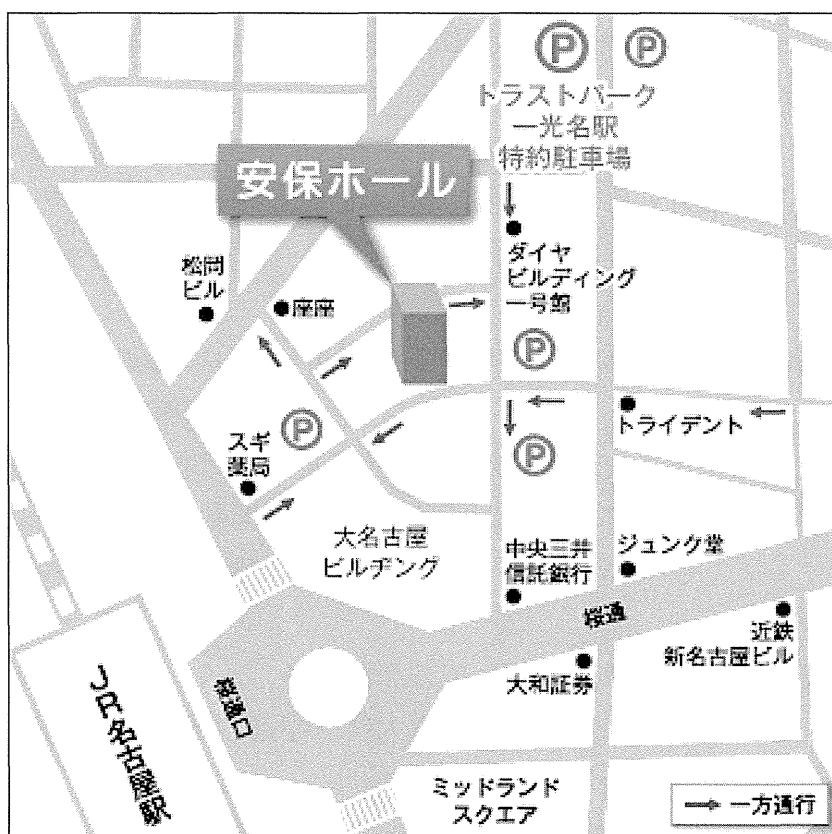 Ⓟ Ⓟ
トラストパーク
一光名駅
特約駐車場
安保ホール
ダイヤ
ビルディング
一号館
松岡
ビル
座座
Ⓟ
トライデント
Ⓟ
スギ
薬局
Ⓟ
大名古屋
ビルヂング
中央三井
信託銀行
ジュンク堂
桜通
近鉄
新名古屋ビル
大和証券
桜通口
JR名古屋駅
ミッドランド
スクエア
一方通行